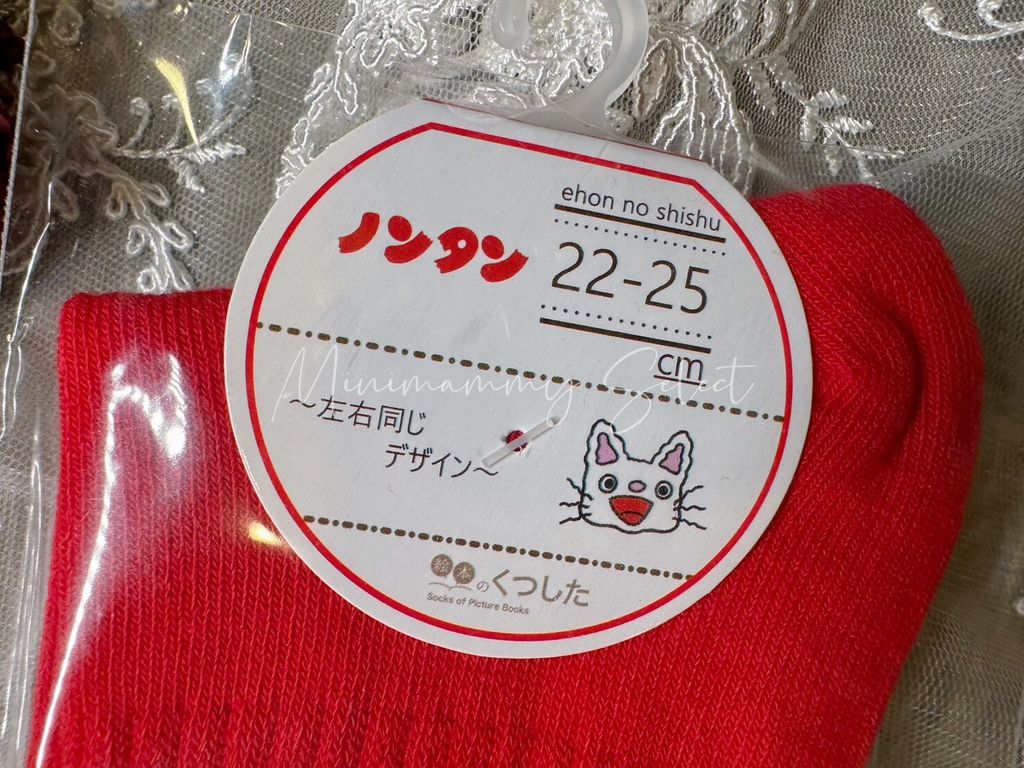 ehon no shishu
ノンタン
22-25
cm
Minimammy Select
～左右同じ
デザイン～
絵本のくつした
Socks of Picture Books